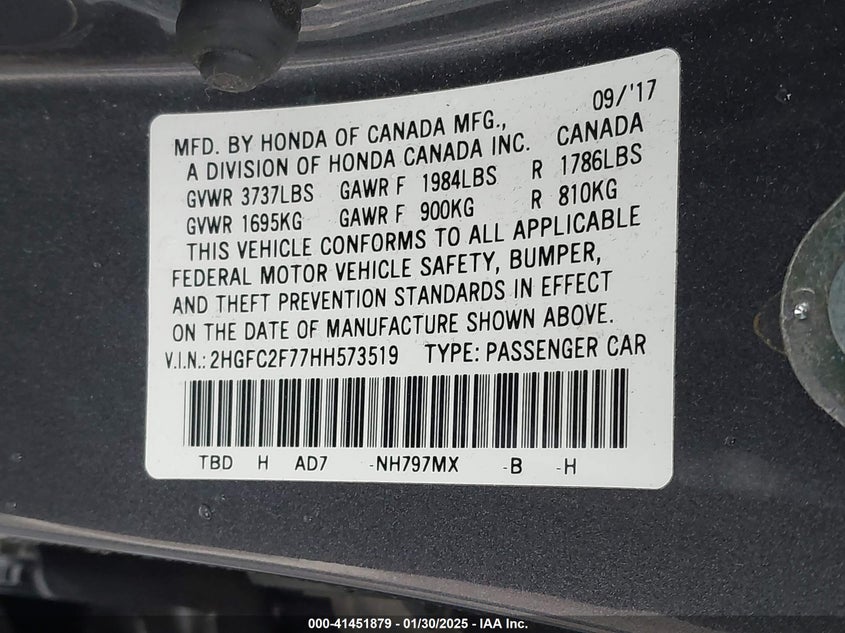 09/'17
MFD. BY HONDA OF CANADA MFG.,
A DIVISION OF HONDA CANADA INC. CANADA
GVWR 3737LBS GAWR F 1984LBS R 1786LBS
GVWR 1695KG GAWR F 900KG R 810KG
THIS VEHICLE CONFORMS TO ALL APPLICABLE
FEDERAL MOTOR VEHICLE SAFETY, BUMPER,
AND THEFT PREVENTION STANDARDS IN EFFECT
ON THE DATE OF MANUFACTURE SHOWN ABOVE.
V.I.N.: 2HGFC2F77HH573519 TYPE: PASSENGER CAR
TBD H AD7 -NH797MX -B -H
000-41451879 - 01/30/2025 - IAA Inc.